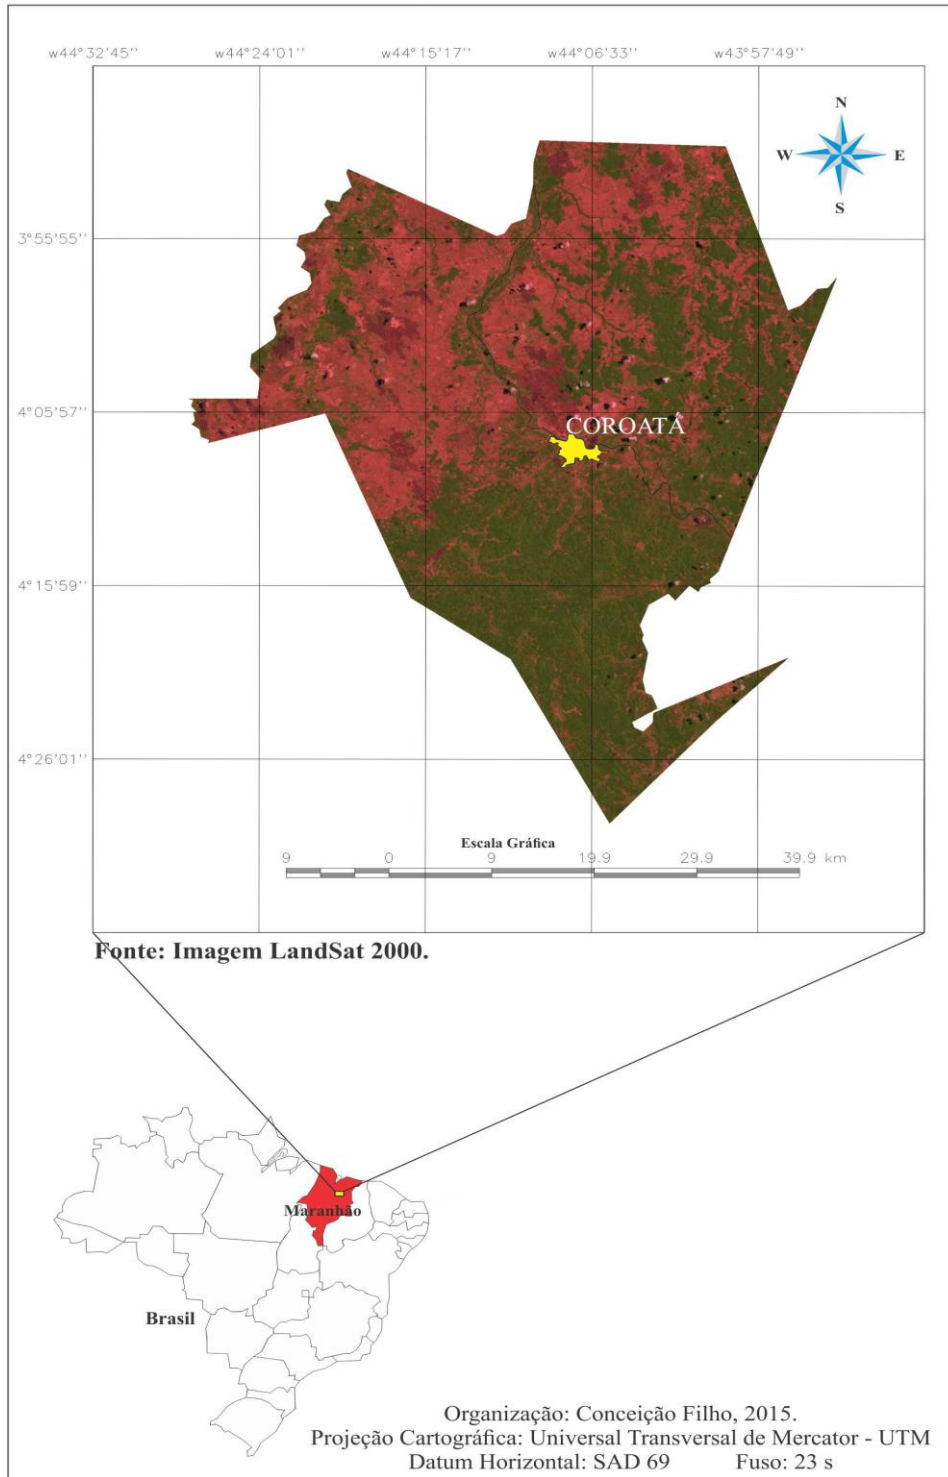 w44°32'45'' w44°24'01'' w44°15'17'' w44°06'33'' w43°57'49''
N
W E
S
3°55'55''
4°05'57''
COROATÁ
4°15'59''
4°26'01''
Escala Gráfica
9 0 9 19.9 29.9 39.9 km
Fonte: Imagem LandSat 2000.
Maranhão
Brasil
Organização: Conceição Filho, 2015.
Projeção Cartográfica: Universal Transversal de Mercator - UTM
Datum Horizontal: SAD 69 Fuso: 23 s